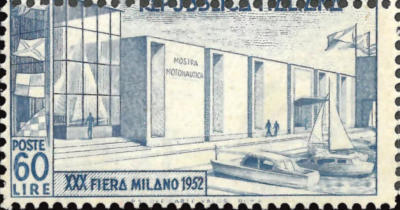 MOSTRA
MOTONAUTICA
POSTE
60
LIRE
XXX FIERA MILANO 1952